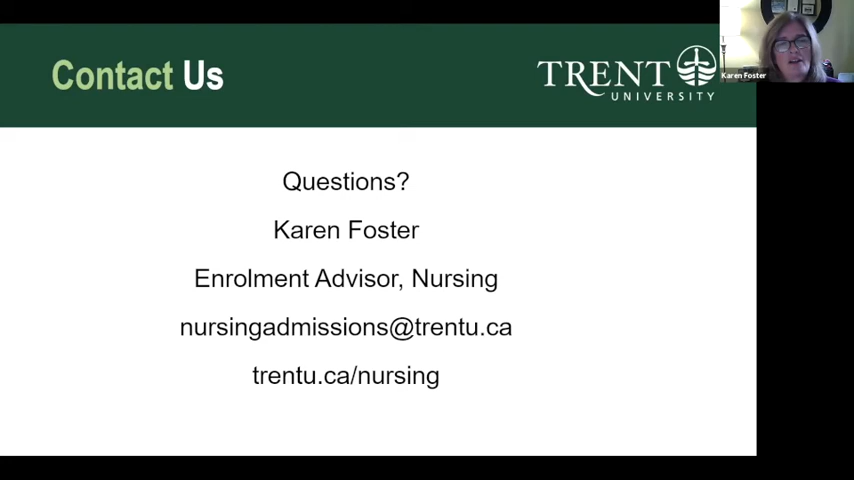 Contact Us
TRENT
UNIVERSITY
Karen Foster
Questions?
Karen Foster
Enrolment Advisor, Nursing
nursingadmissions@trentu.ca
trentu.ca/nursing